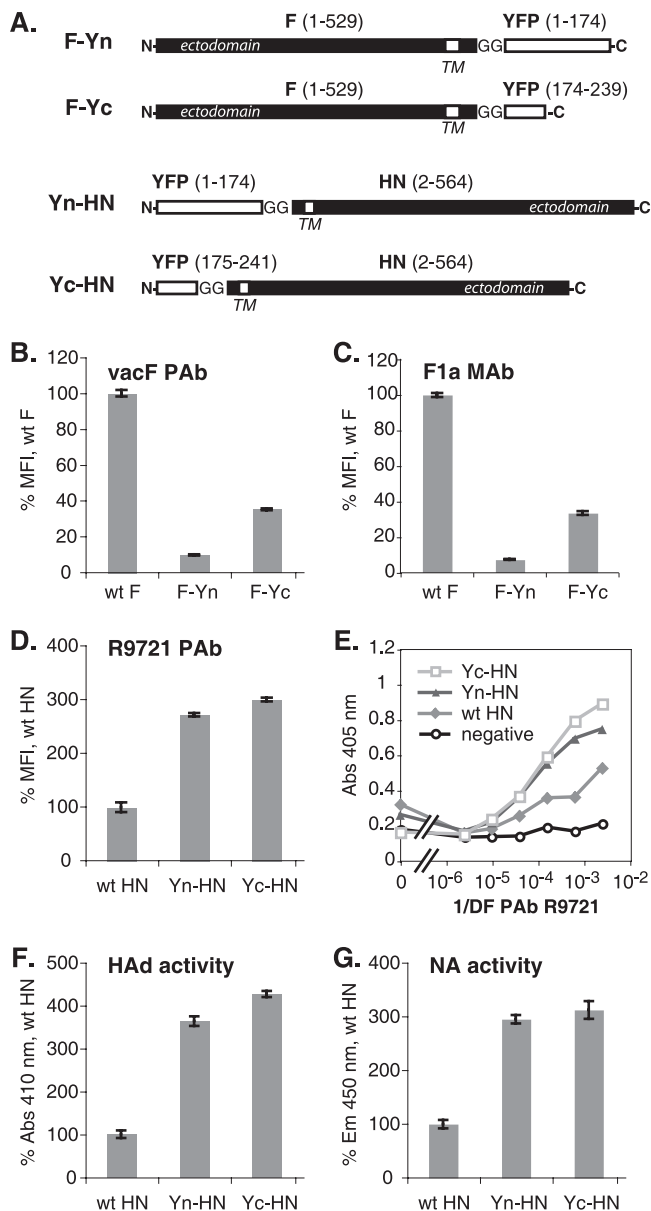 A.
F (1-529) YFP (1-174)
F-Yn N- ectodomain GG -C
TM
F (1-529) YFP (174-239)
F-Yc N- ectodomain GG -C
TM
YFP (1-174) HN (2-564)
Yn-HN N- GG ectodomain -C
TM
YFP (175-241) HN (2-564)
Yc-HN N- GG ectodomain -C
TM
B.
vacF PAb
% MFI, wt F
120
100
80
60
40
20
0
wt F F-Yn F-Yc
C.
F1a MAb
% MFI, wt F
120
100
80
60
40
20
0
wt F F-Yn F-Yc
D.
R9721 PAb
% MFI, wt HN
400
300
200
100
0
wt HN Yn-HN Yc-HN
E.
Abs 405 nm
1.2
1
0.8
0.6
0.4
0.2
0
Yc-HN
Yn-HN
wt HN
negative
0 10-6 10-5 10-4 10-3 10-2
1/DF PAb R9721
F.
HAd activity
% Abs 410 nm, wt HN
500
400
300
200
100
0
wt HN Yn-HN Yc-HN
G.
NA activity
% Em 450 nm, wt HN
400
300
200
100
0
wt HN Yn-HN Yc-HN